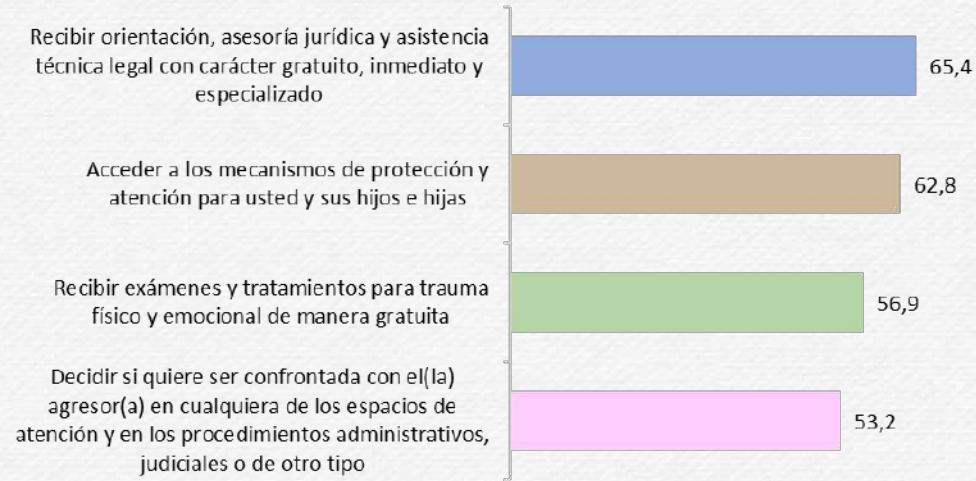 Recibir orientación, asesoría jurídica y asistencia
técnica legal con carácter gratuito, inmediato y
especializado
65,4
Acceder a los mecanismos de protección y
atención para usted y sus hijos e hijas
62,8
Recibir exámenes y tratamientos para trauma
físico y emocional de manera gratuita
56,9
Decidir si quiere ser confrontada con el(la)
agresor(a) en cualquiera de los espacios de
atención y en los procedimientos administrativos,
judiciales o de otro tipo
53,2